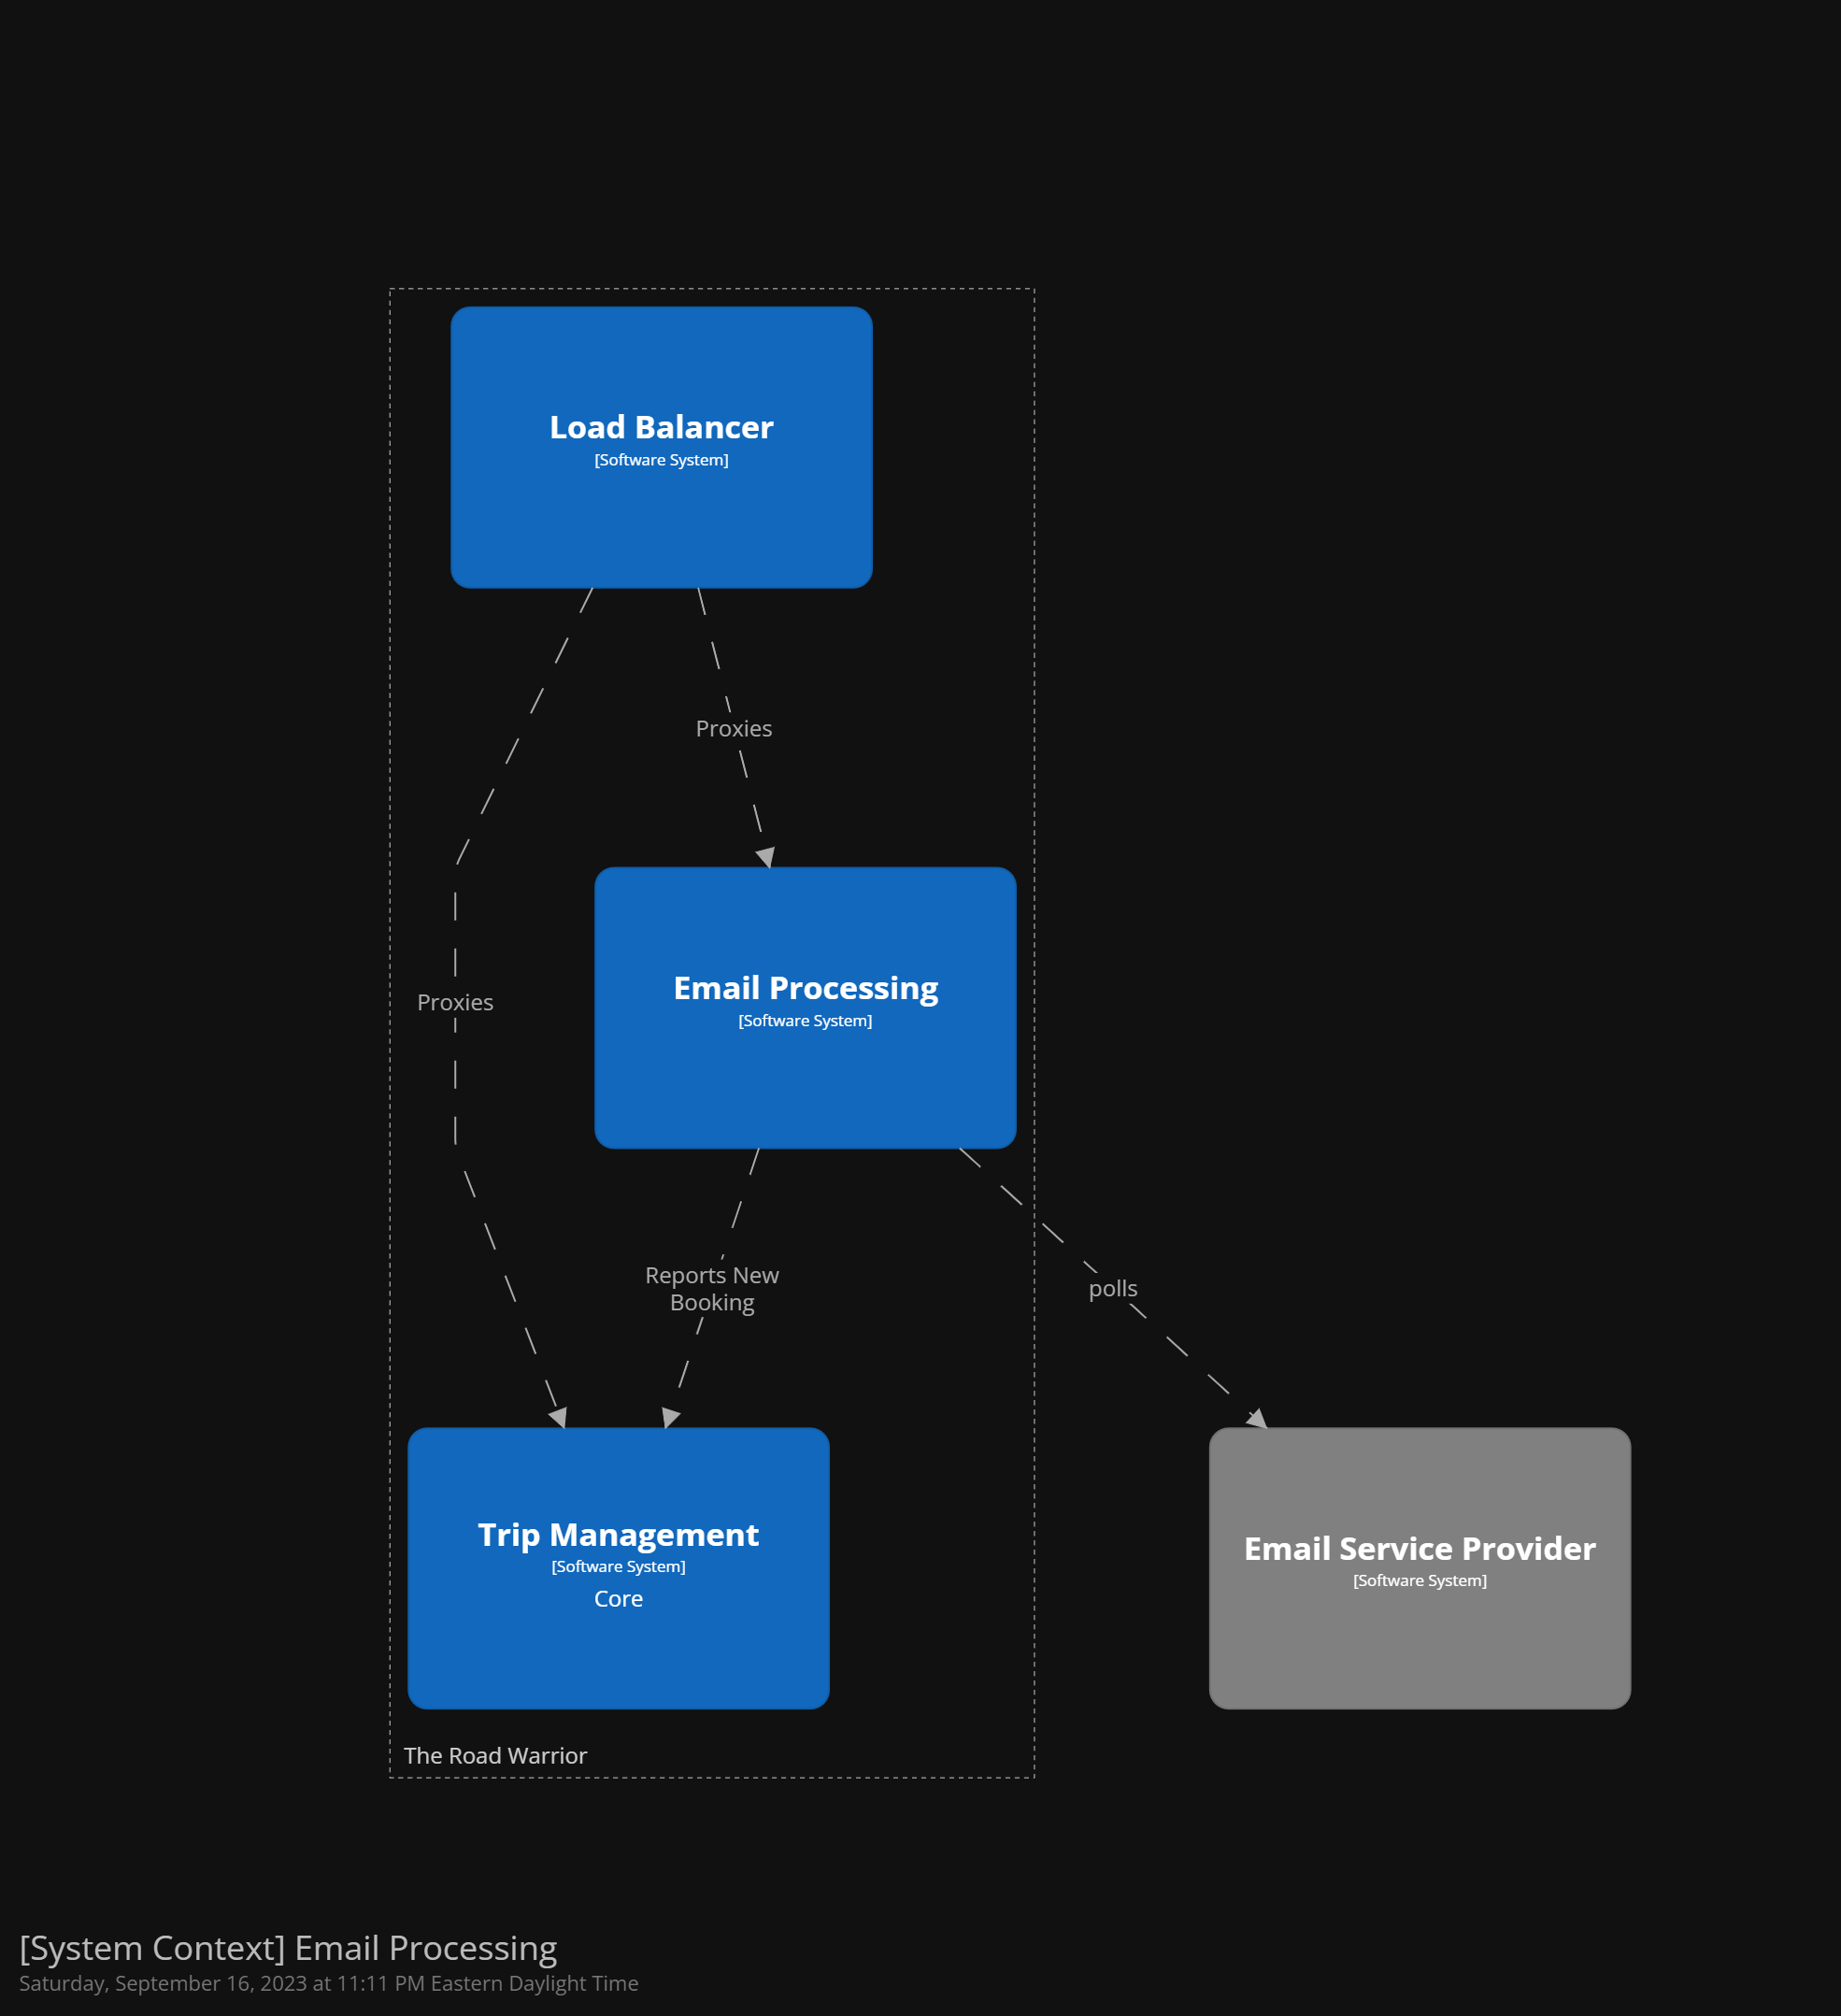 Load Balancer
[Software System]
Proxies
Email Processing
[Software System]
Proxies
Reports New
Booking
polls
Trip Management
[Software System]
Core
Email Service Provider
[Software System]
The Road Warrior
[System Context] Email Processing
Saturday, September 16, 2023 at 11:11 PM Eastern Daylight Time